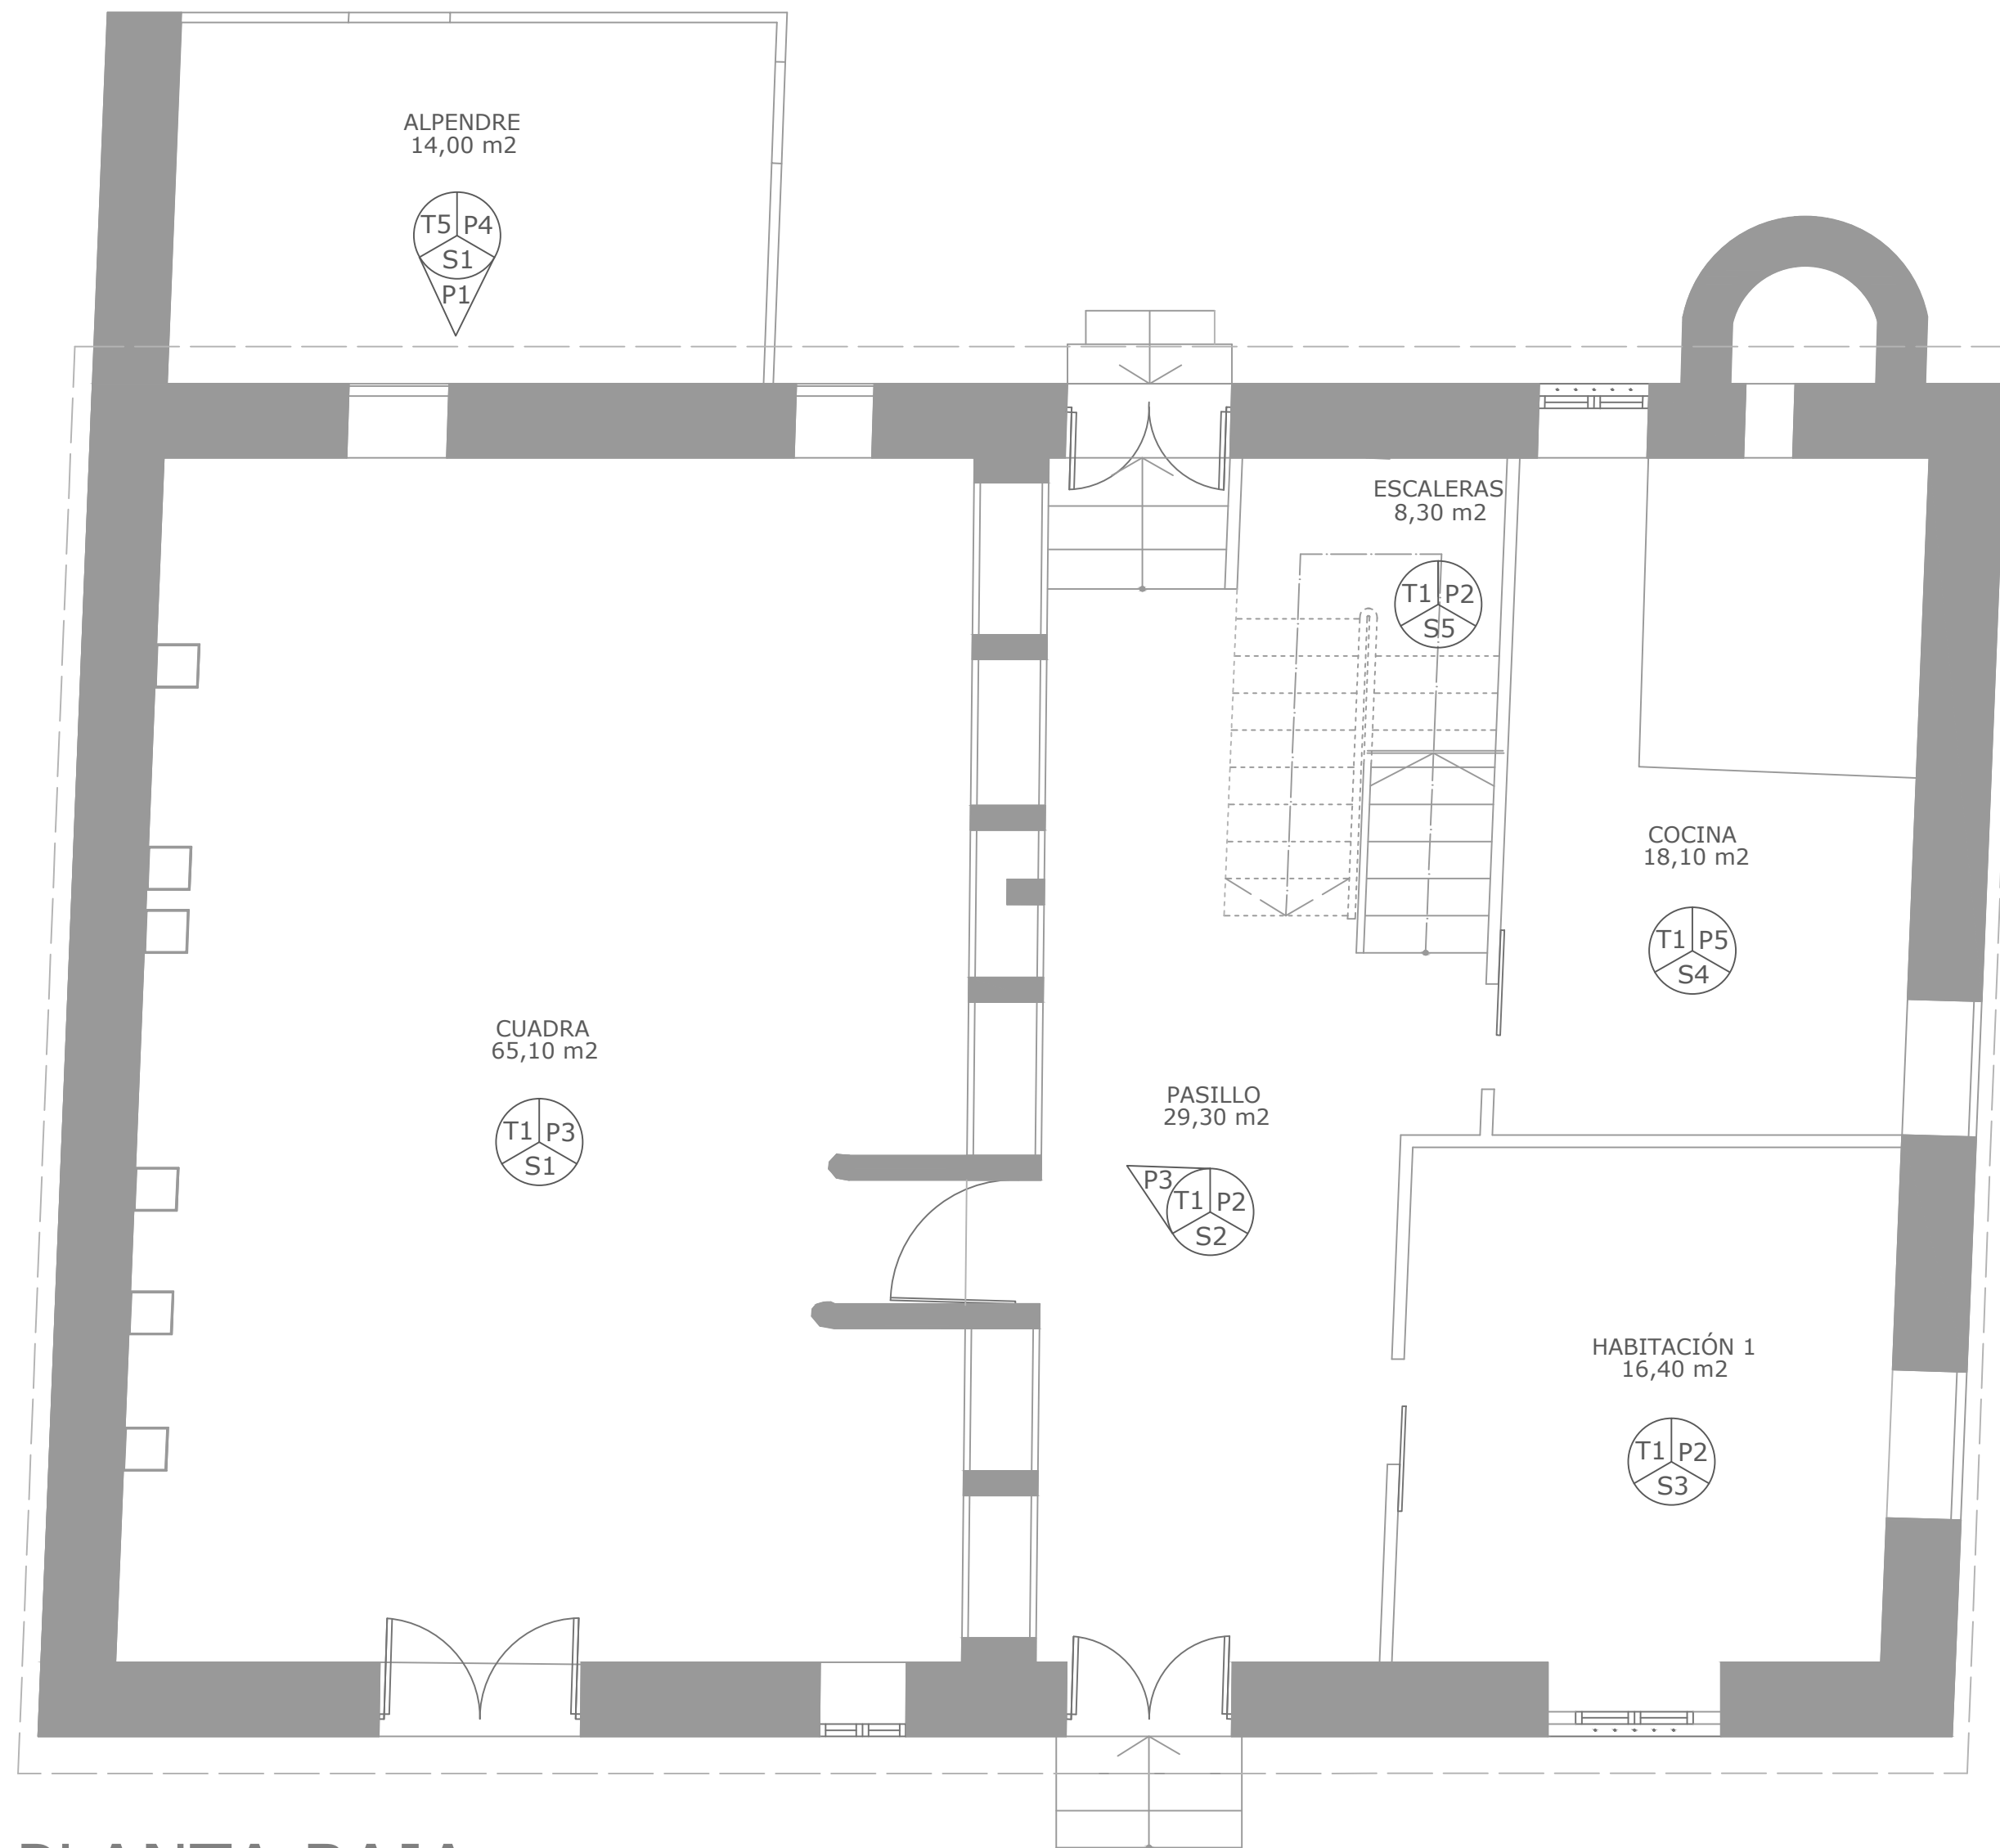 ALPENDRE
14,00 m2
T5 P4
S1
P1
ESCALERAS
8,30 m2
T1 P2
S5
COCINA
18,10 m2
T1 P5
S4
CUADRA
65,10 m2
T1 P3
S1
PASILLO
29,30 m2
P3
T1 P2
S2
HABITACIÓN 1
16,40 m2
T1 P2
S3
PLANTA BAJA